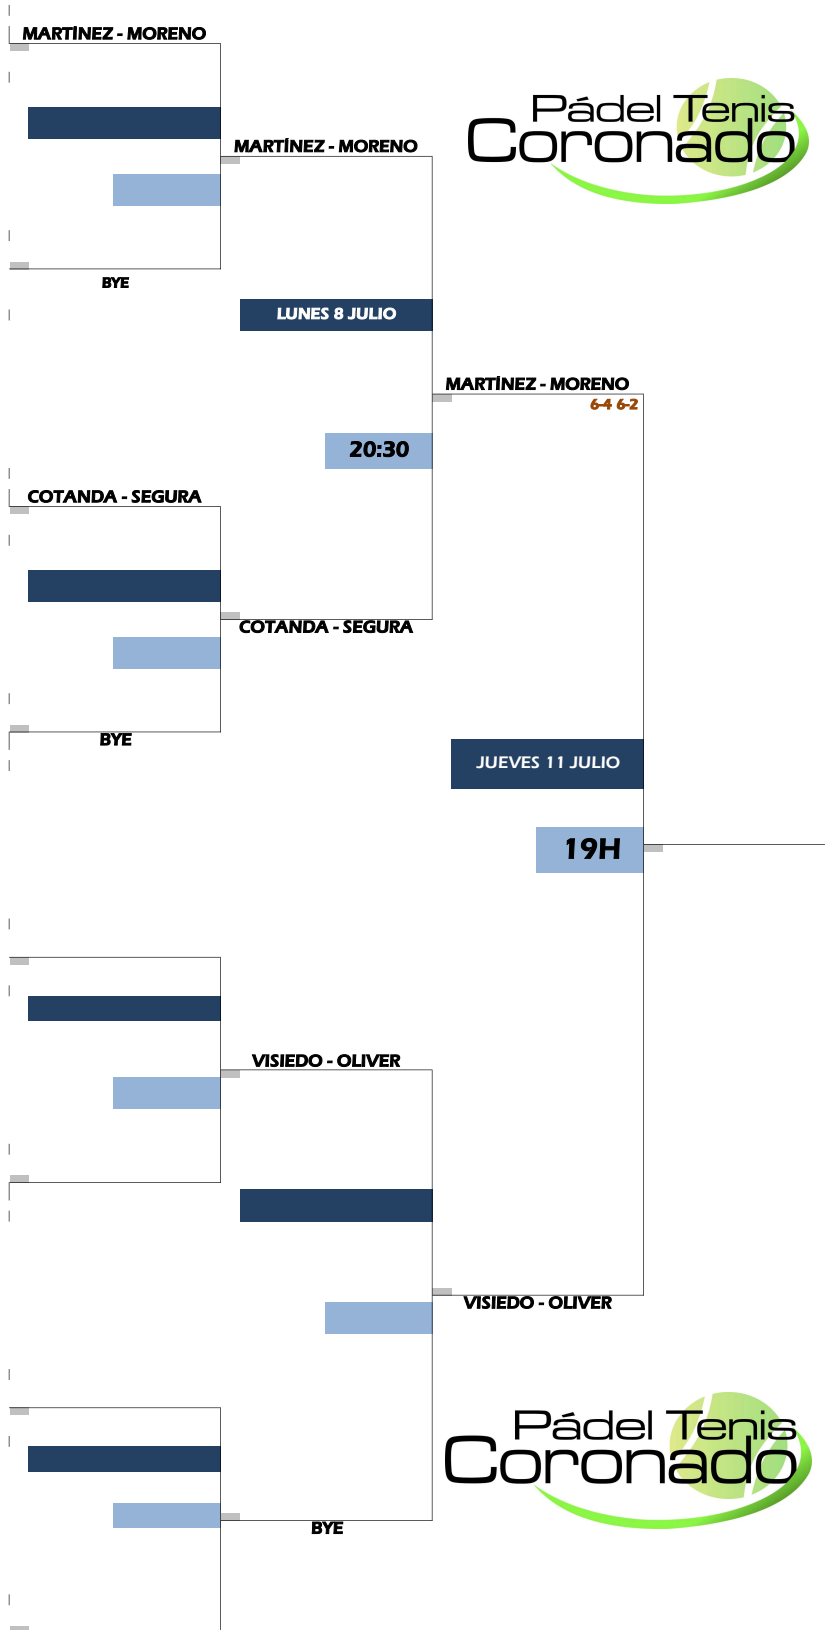 MARTÍNEZ - MORENO
Pádel Tenis
Coronado
MARTÍNEZ - MORENO
BYE
LUNES 8 JULIO
MARTÍNEZ - MORENO
6-4 6-2
20:30
COTANDA - SEGURA
COTANDA - SEGURA
BYE
JUEVES 11 JULIO
19H
VISIEDO - OLIVER
VISIEDO - OLIVER
Pádel Tenis
Coronado
BYE